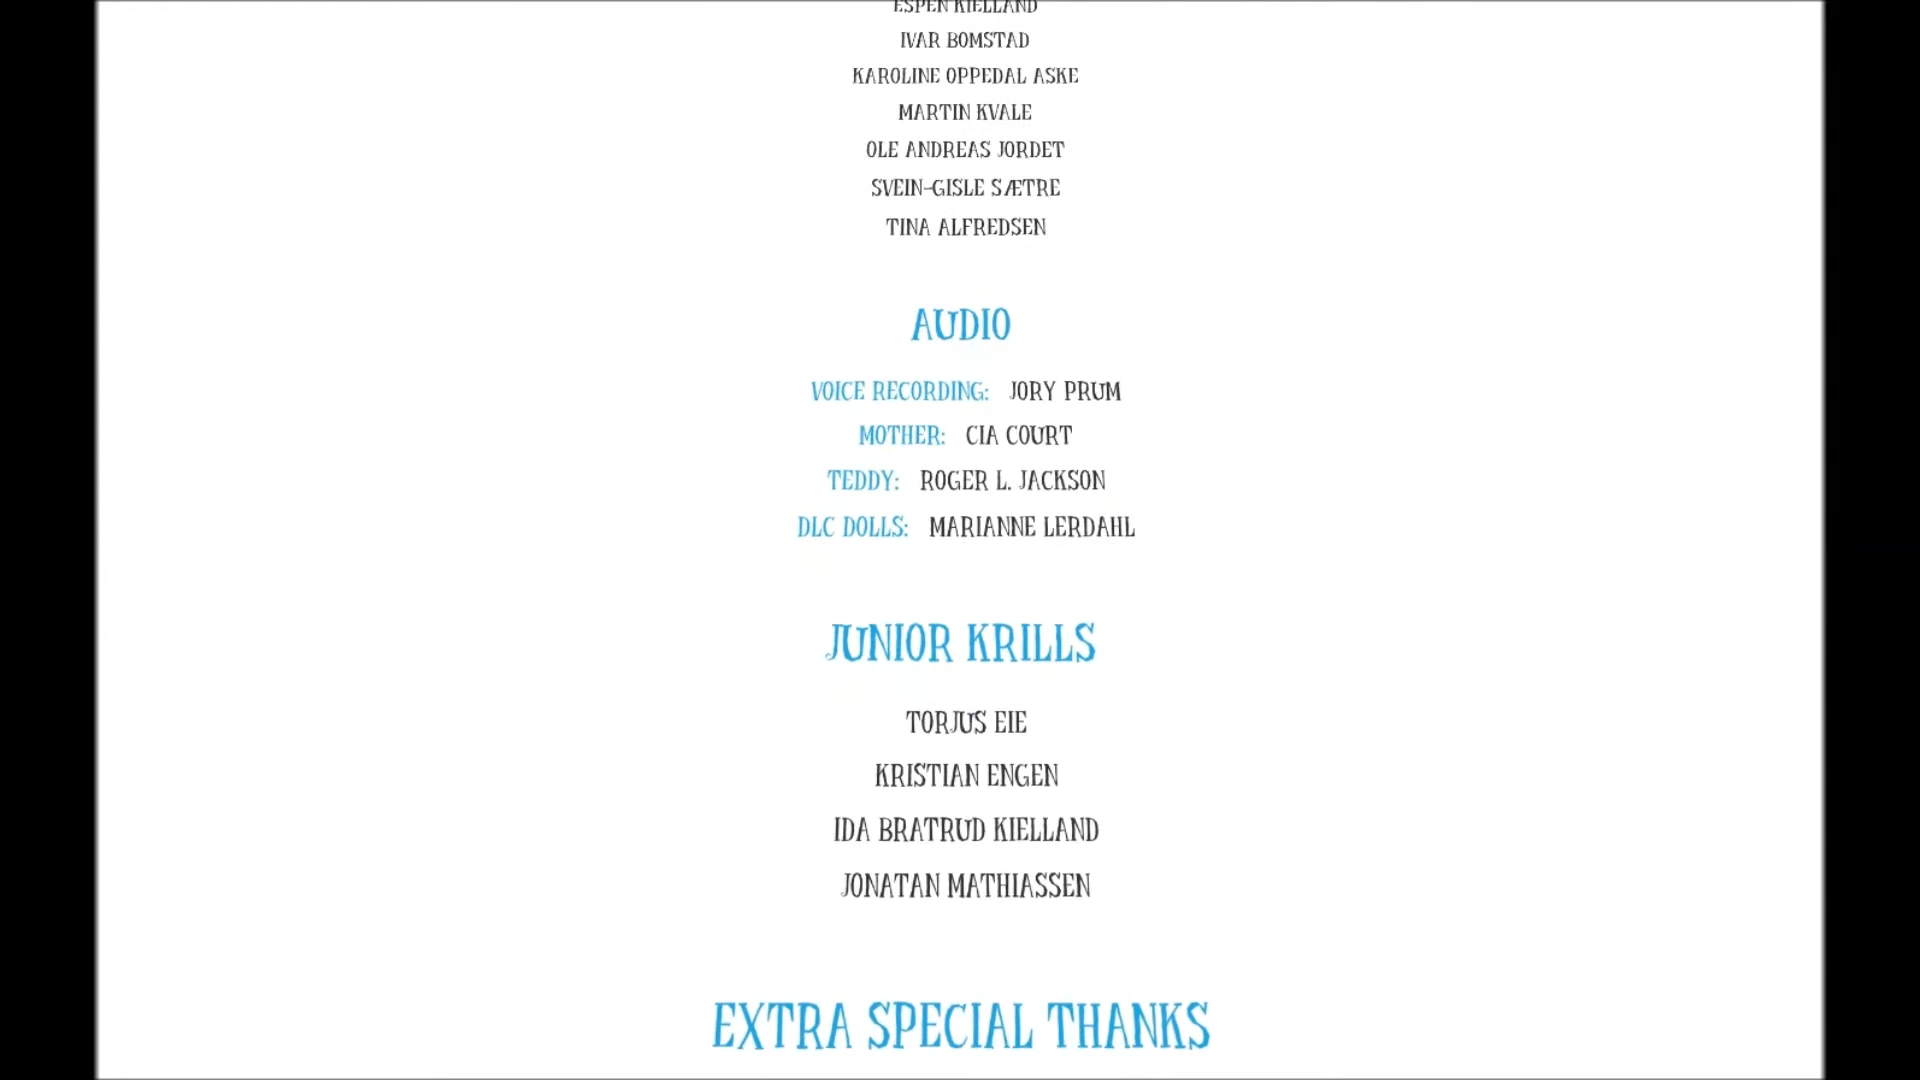 ESPEN KIELLAND
IVAR BOMSTAD
KAROLINE OPPEDAL ASKE
MARTIN KVALE
OLE ANDREAS JORDET
SVEIN-GISLE SÆTRE
TINA ALFREDSEN
AUDIO
VOICE RECORDING: JORY PRUM
MOTHER: CIA COURT
TEDDY: ROGER L. JACKSON
DLC DOLLS: MARIANNE LERDAHL
JUNIOR KRILLS
TORJUS EIE
KRISTIAN ENGEN
IDA BRATRUD KIELLAND
JONATAN MATHIASSEN
EXTRA SPECIAL THANKS